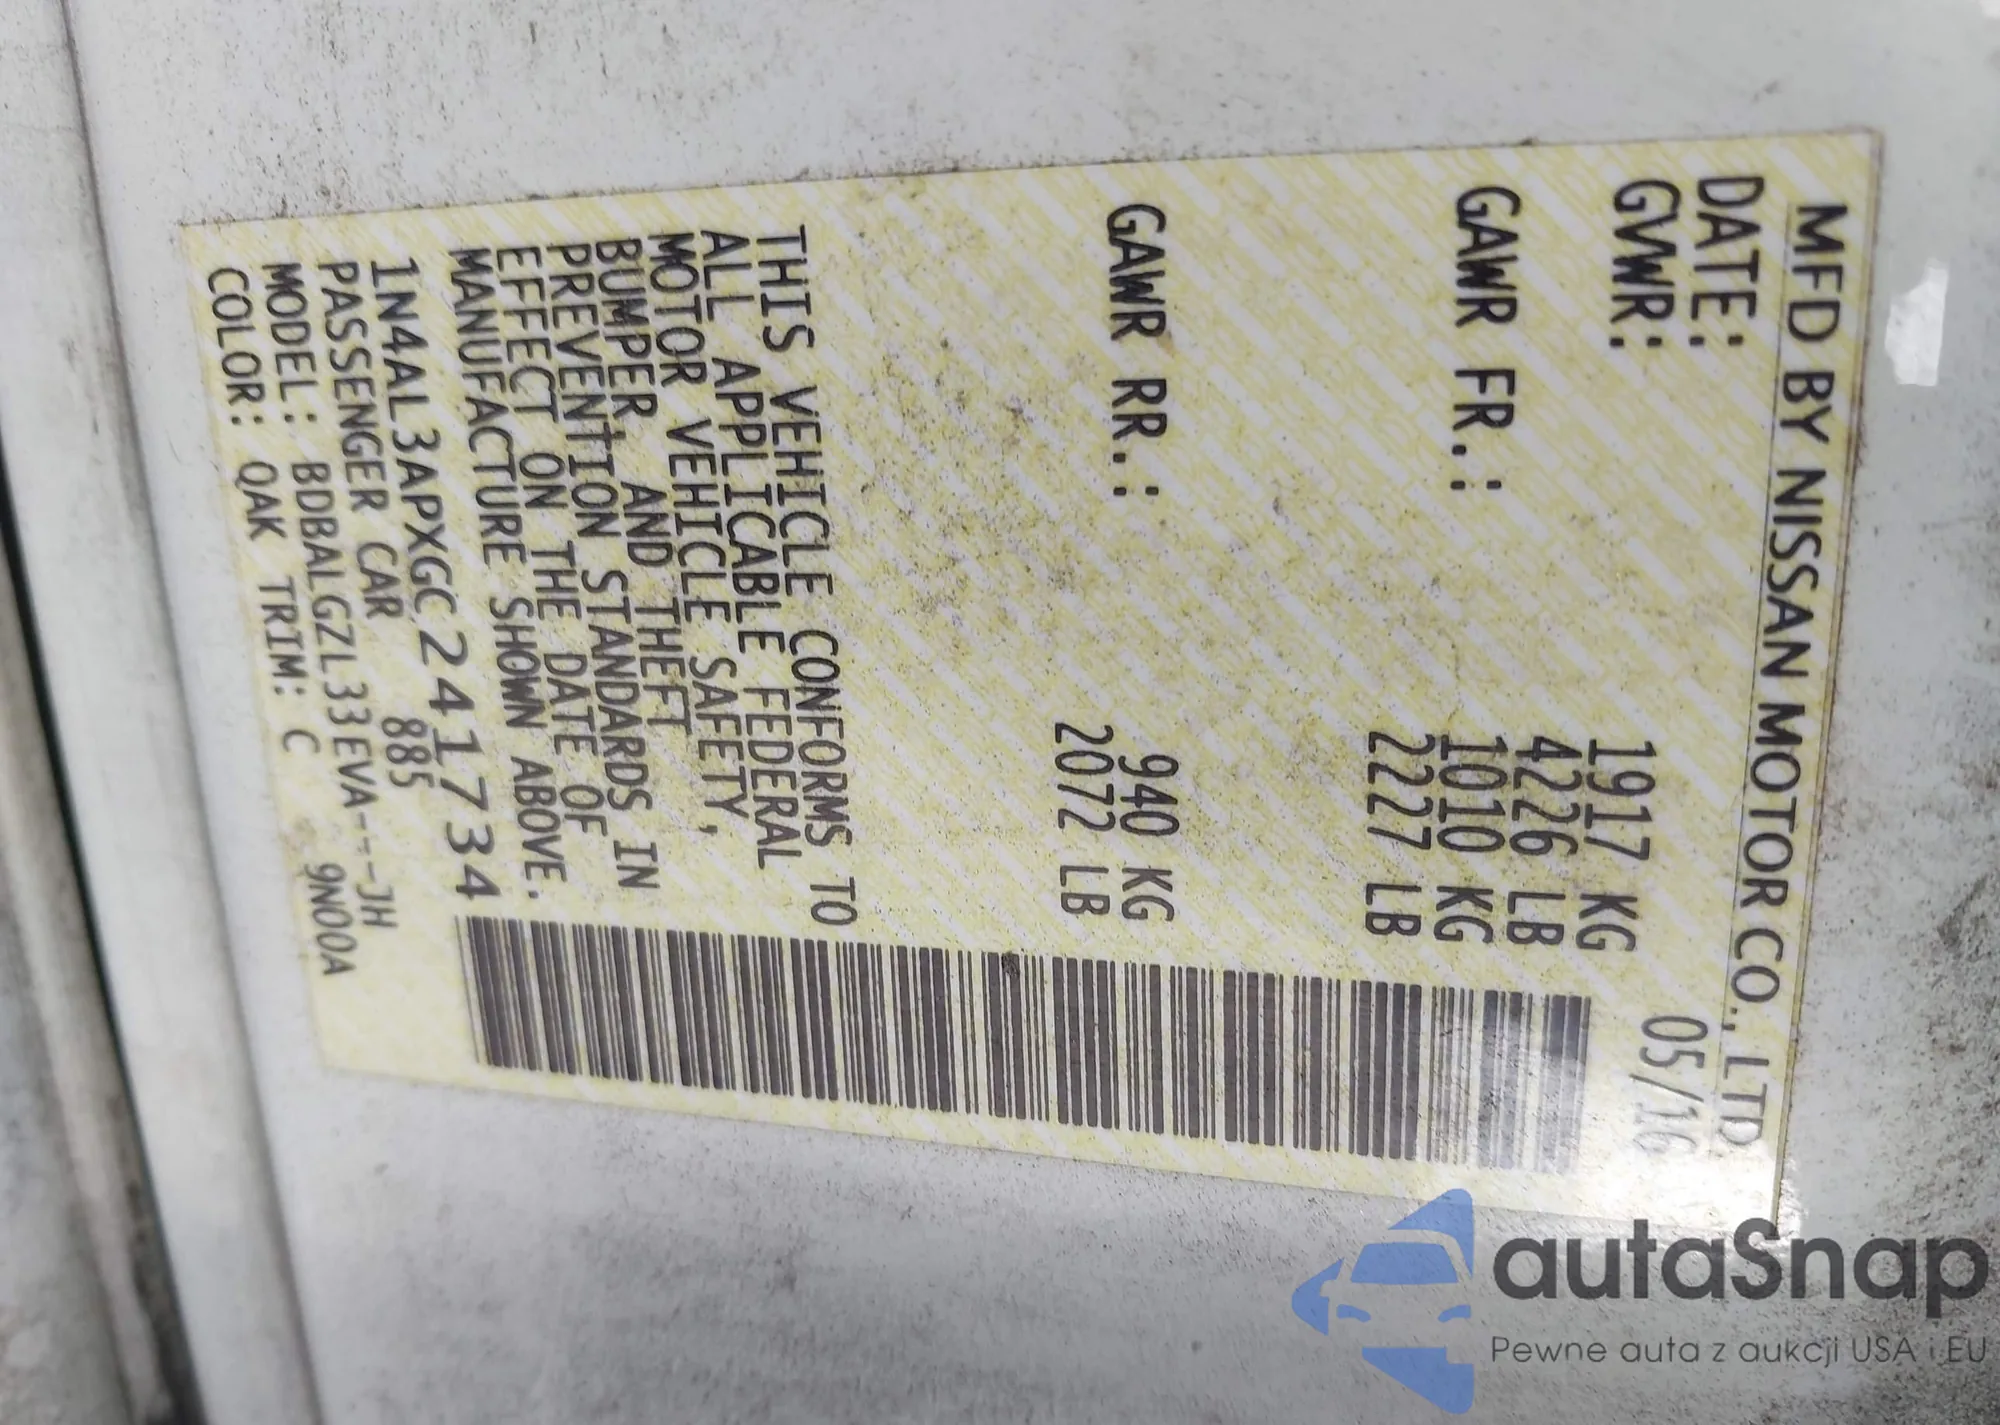 MFD BY NISSAN MOTOR CO., LTD.
DATE: 05/16
GVWR: 1917 KG
4226 LB
GAWR FR.: 1010 KG
2227 LB
GAWR RR.: 940 KG
2072 LB
THIS VEHICLE CONFORMS TO
ALL APPLICABLE FEDERAL
MOTOR VEHICLE SAFETY,
BUMPER, AND THEFT
PREVENTION STANDARDS IN
EFFECT ON THE DATE OF
MANUFACTURE SHOWN ABOVE.
1N4AL3APXGC241734
PASSENGER CAR 885
MODEL: BDBALGZL33EVA---JH
COLOR: QAK TRIM: C 9N00A
autaSnap
Pewne auta z aukcji USA i EU